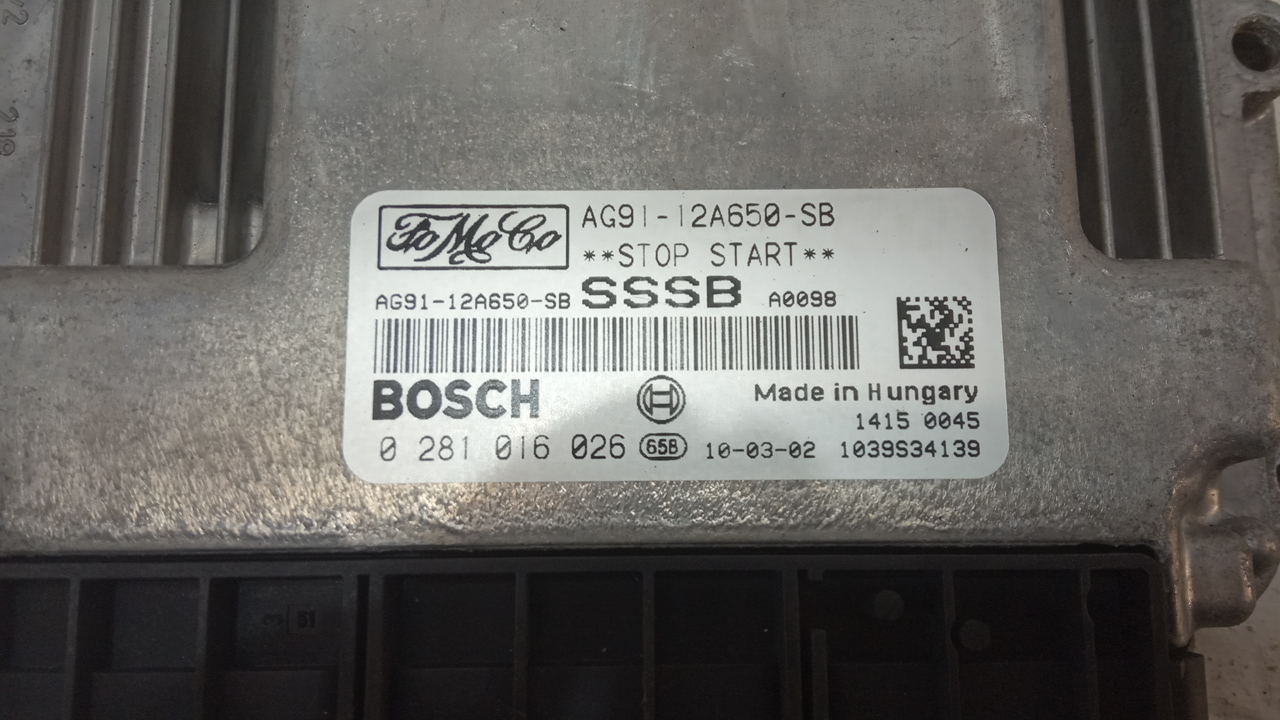 218
FoMoCo AG91-12A650-SB
**STOP START**
AG91-12A650-SB SSSB A0098
BOSCH Made in Hungary
1415 0045
0 281 016 026 65B 10-03-02 1039S34139